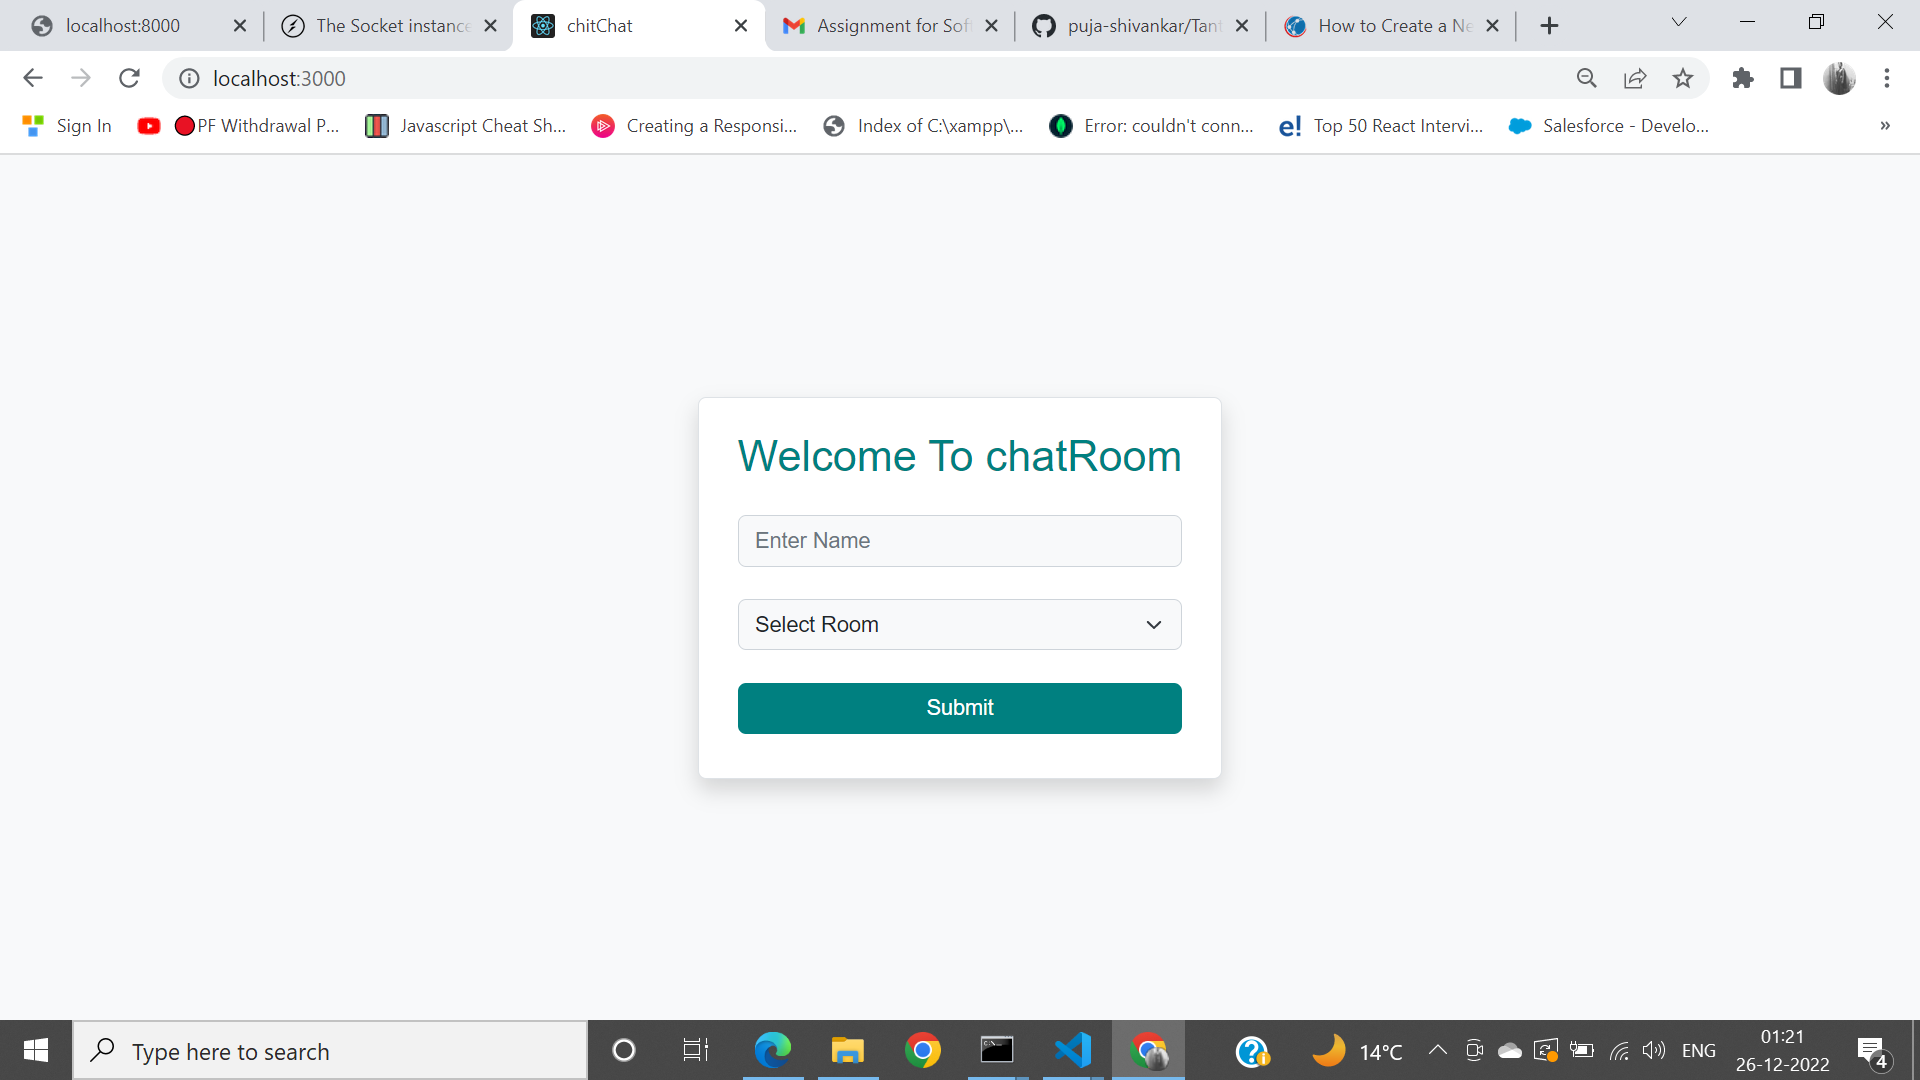 localhost:8000
The Socket instance
chitChat
Assignment for Sof
puja-shivankar/Tant
How to Create a Ne
localhost:3000
Sign In
PF Withdrawal P...
Javascript Cheat Sh...
Creating a Responsi...
Index of C:\xampp\...
Error: couldn't conn...
e!
Top 50 React Intervi...
Salesforce - Develo...
»
Welcome To chatRoom
Enter Name
Select Room
Submit
Type here to search
14°C
ENG
01:21
26-12-2022
4